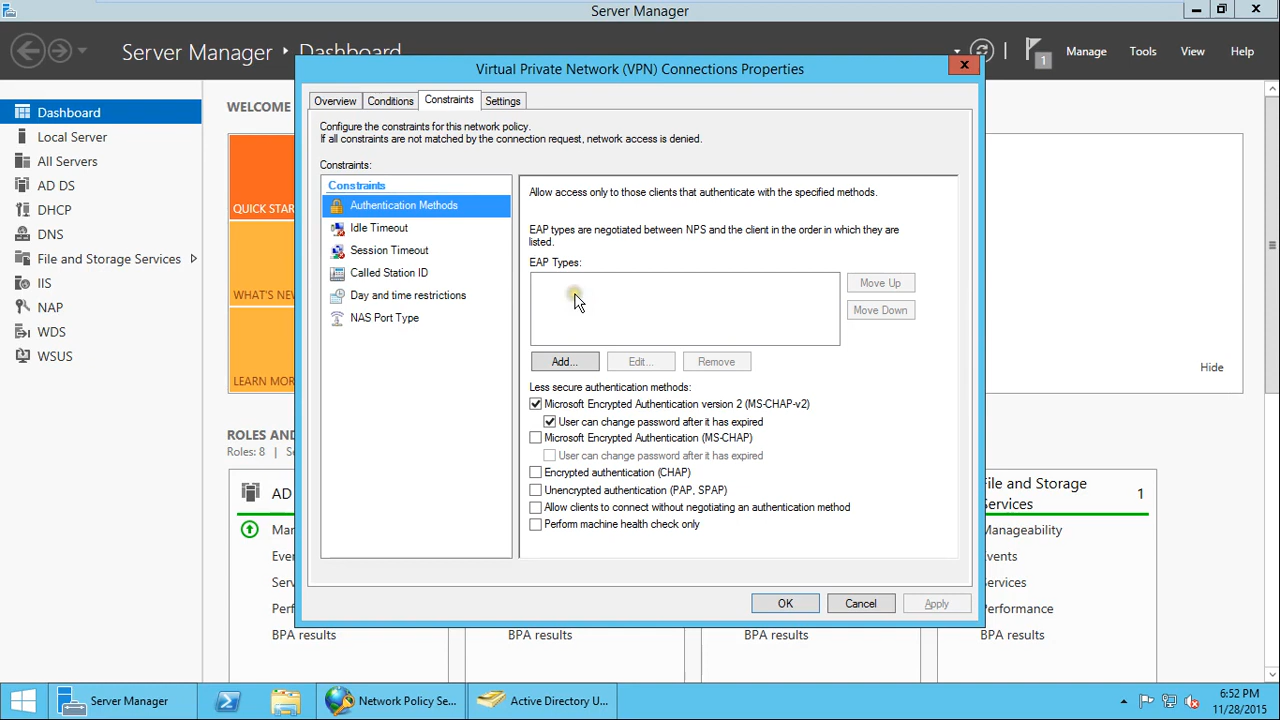 Server Manager
Server Manager
Dashboard
1
Manage
Tools
View
Help
Virtual Private Network (VPN) Connections Properties
Dashboard
Local Server
All Servers
AD DS
DHCP
DNS
File and Storage Services
IIS
NAP
WDS
WSUS
WELCOME
QUICK STAR
WHAT'S NEW
LEARN MOR
Hide
Overview
Conditions
Constraints
Settings
Configure the constraints for this network policy.
If all constraints are not matched by the connection request, network access is denied.
Constraints:
Constraints
Authentication Methods
Idle Timeout
Session Timeout
Called Station ID
Day and time restrictions
NAS Port Type
Allow access only to those clients that authenticate with the specified methods.
EAP types are negotiated between NPS and the client in the order in which they are
listed.
EAP Types:
Move Up
Move Down
Add...
Edit...
Remove
Less secure authentication methods:
Microsoft Encrypted Authentication version 2 (MS-CHAP-v2)
User can change password after it has expired
Microsoft Encrypted Authentication (MS-CHAP)
User can change password after it has expired
Encrypted authentication (CHAP)
Unencrypted authentication (PAP, SPAP)
Allow clients to connect without negotiating an authentication method
Perform machine health check only
OK
Cancel
Apply
ROLES AND
Roles: 8
AD
Man
Even
Serv
Perf
BPA results
BPA results
BPA results
File and Storage
Services
1
Manageability
Events
Services
Performance
BPA results
Server Manager
Network Policy Se...
Active Directory U...
6:52 PM
11/28/2015